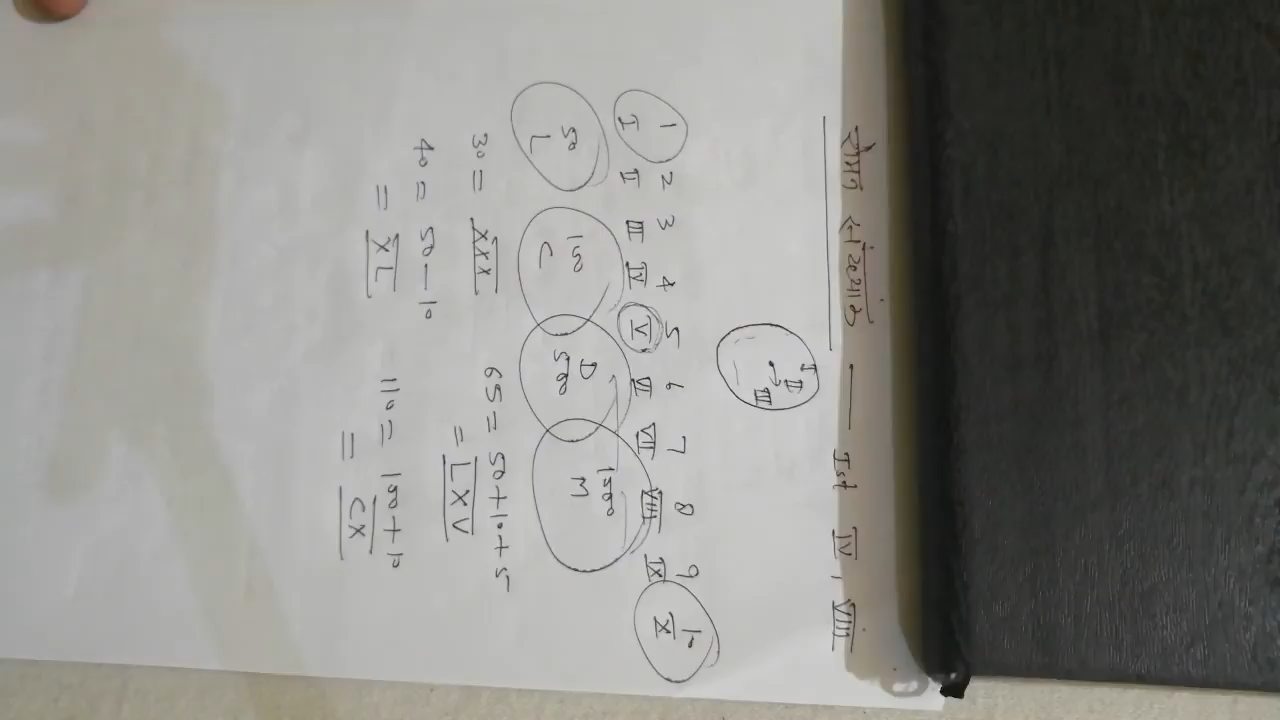 रोमन संख्याक — Ist IV, VIII
I II III
1 2 3 4 5 6 7 8 9 10
I II III IV V VI VII VIII IX X
50 100 D 1000
L C 500 M
30 = XXX 65 = 50+10+5
= LXV
40 = 50 - 10 110 = 100+10
= XL = CX